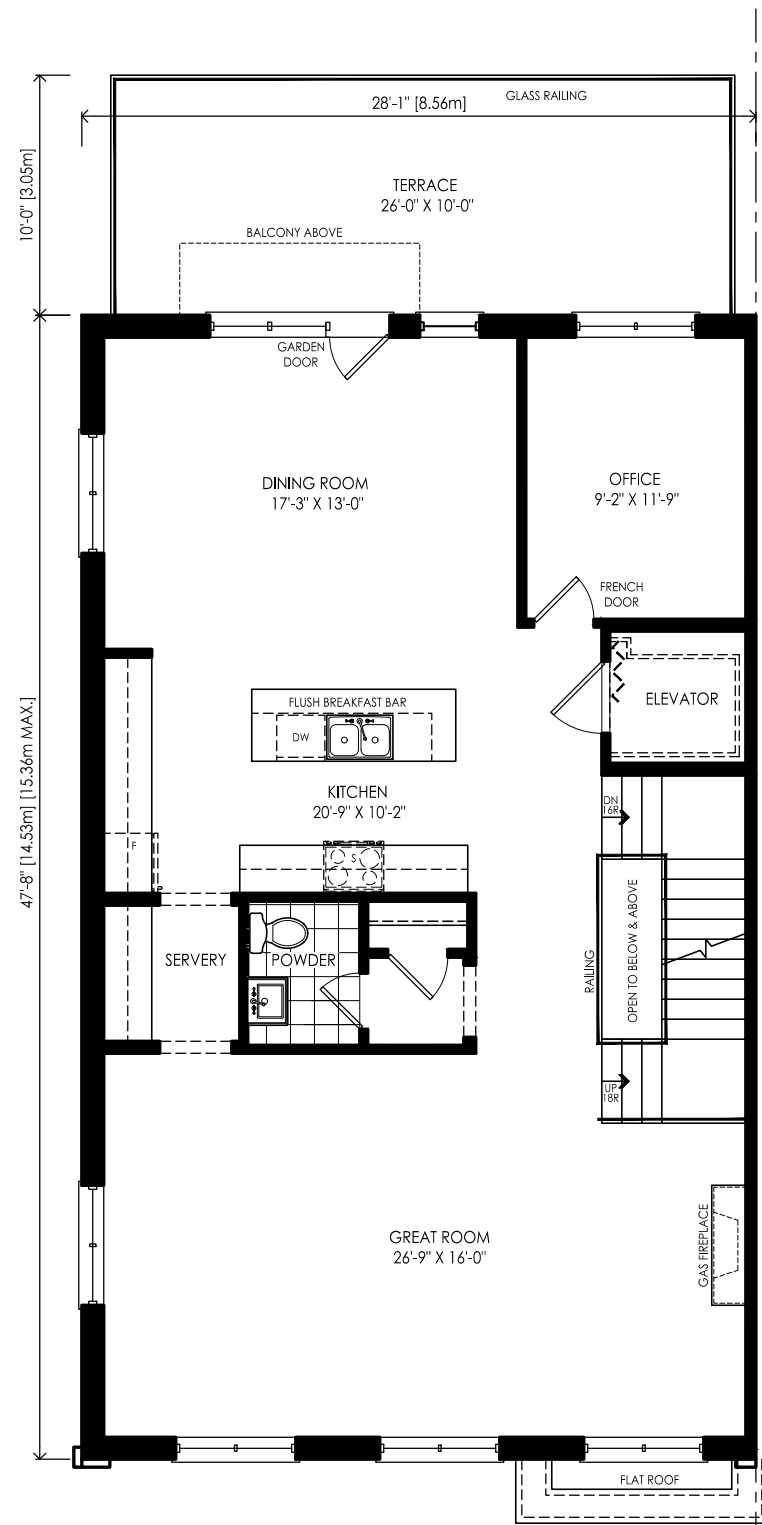 GLASS RAILING
28'-1" [8.56m]
10'-0" [3.05m]
TERRACE
26'-0" X 10'-0"
BALCONY ABOVE
GARDEN
DOOR
DINING ROOM
17'-3" X 13'-0"
OFFICE
9'-2" X 11'-9"
FRENCH
DOOR
ELEVATOR
FLUSH BREAKFAST BAR
DW
KITCHEN
20'-9" X 10'-2"
47'-8" [14.53m] [15.36m MAX.]
DN
16R
F
P
S
OPEN TO BELOW & ABOVE
RAILING
SERVERY
POWDER
UP
18R
GREAT ROOM
26'-9" X 16'-0"
GAS FIREPLACE
FLAT ROOF